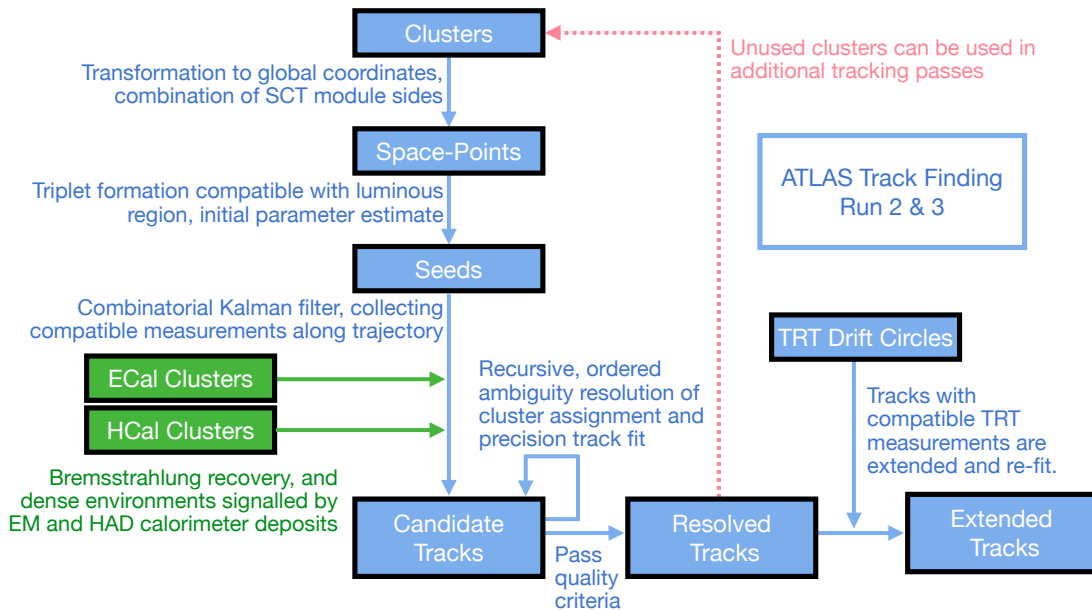 Clusters
Unused clusters can be used in
additional tracking passes
Transformation to global coordinates,
combination of SCT module sides
Space-Points
ATLAS Track Finding
Run 2 & 3
Triplet formation compatible with luminous
region, initial parameter estimate
Seeds
Combinatorial Kalman filter, collecting
compatible measurements along trajectory
TRT Drift Circles
ECal Clusters
HCal Clusters
Recursive, ordered
ambiguity resolution of
cluster assignment and
precision track fit
Tracks with
compatible TRT
measurements are
extended and re-fit.
Bremsstrahlung recovery, and
dense environments signalled by
EM and HAD calorimeter deposits
Candidate
Tracks
Pass
quality
criteria
Resolved
Tracks
Extended
Tracks